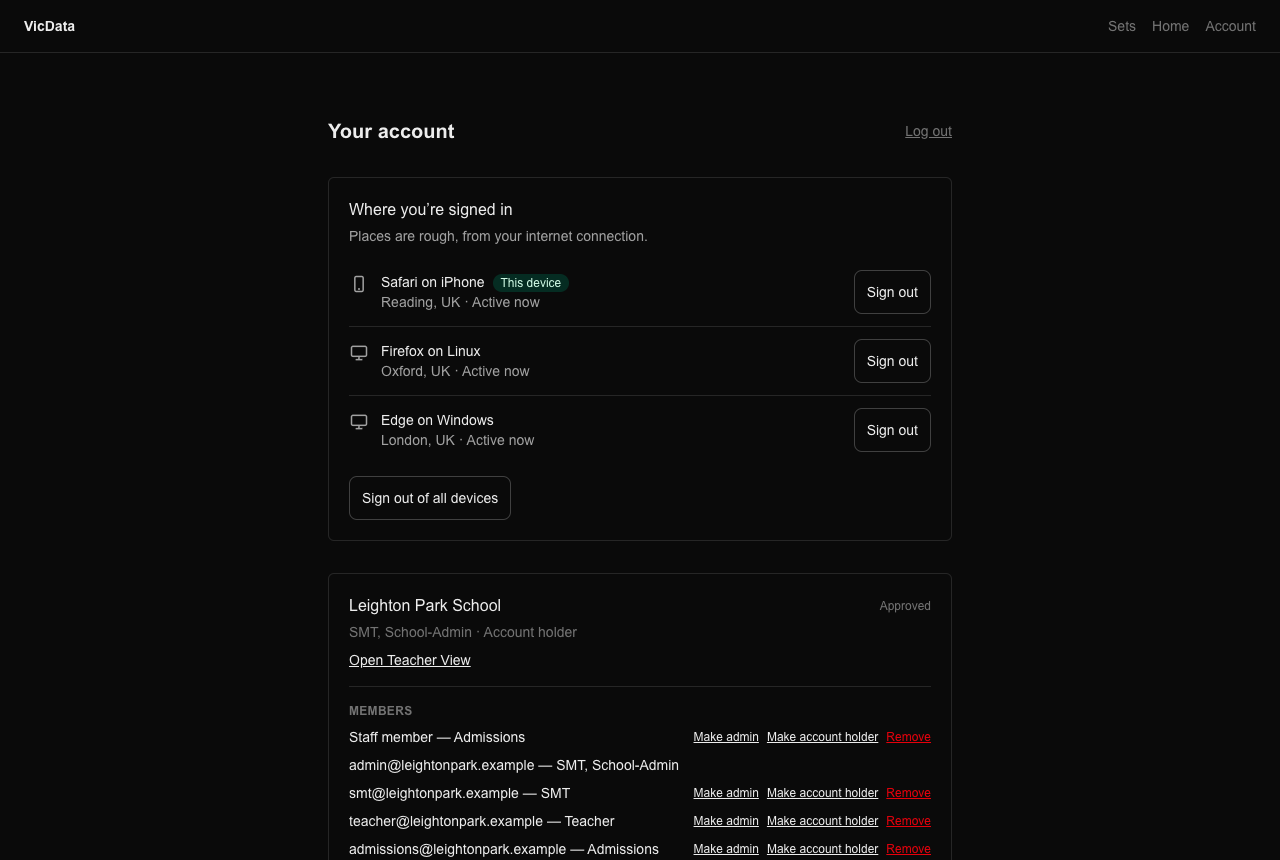 VicData
Sets Home Account
Your account
Log out
Where you’re signed in
Places are rough, from your internet connection.
Safari on iPhone This device
Reading, UK · Active now
Sign out
Firefox on Linux
Oxford, UK · Active now
Sign out
Edge on Windows
London, UK · Active now
Sign out
Sign out of all devices
Leighton Park School
Approved
SMT, School-Admin · Account holder
Open Teacher View
MEMBERS
Staff member — Admissions Make admin Make account holder Remove
admin@leightonpark.example — SMT, School-Admin
smt@leightonpark.example — SMT Make admin Make account holder Remove
teacher@leightonpark.example — Teacher Make admin Make account holder Remove
admissions@leightonpark.example — Admissions Make admin Make account holder Remove